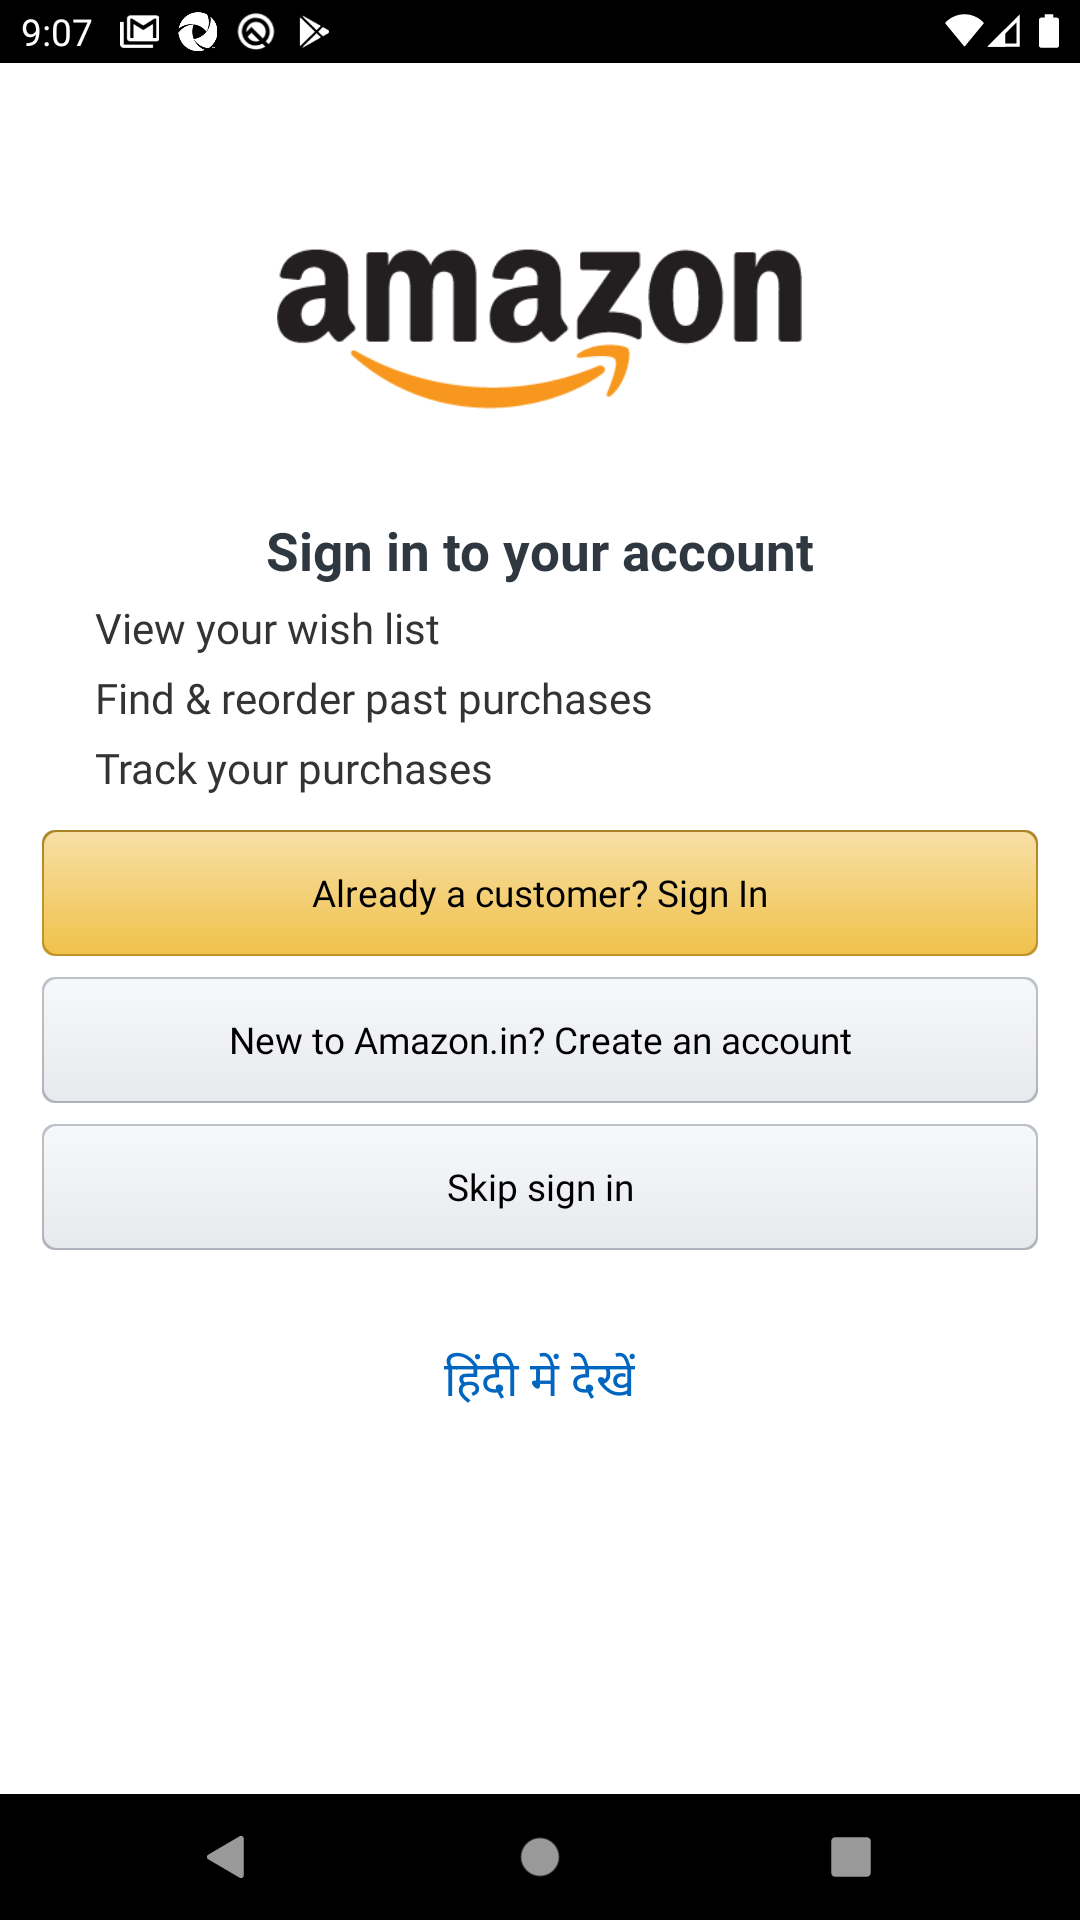 9:07
amazon
Sign in to your account
View your wish list
Find & reorder past purchases
Track your purchases
Already a customer? Sign In
New to Amazon.in? Create an account
Skip sign in
हिंदी में देखें